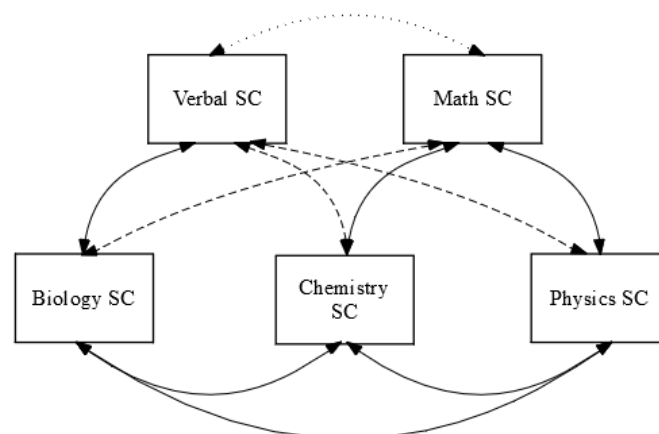 Verbal SC
Math SC
Biology SC
Chemistry
SC
Physics SC